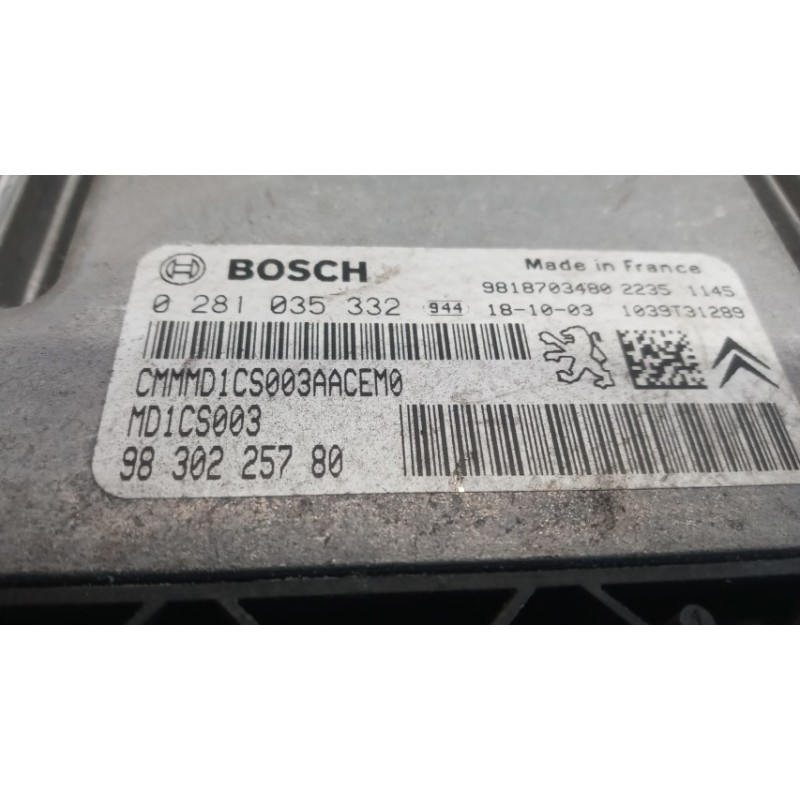 BOSCH Made in France
9818703480 2235 1145
0 281 035 332 944 18-10-03 1039T31289
CMMMD1CS003AACEM0
MD1CS003
98 302 257 80